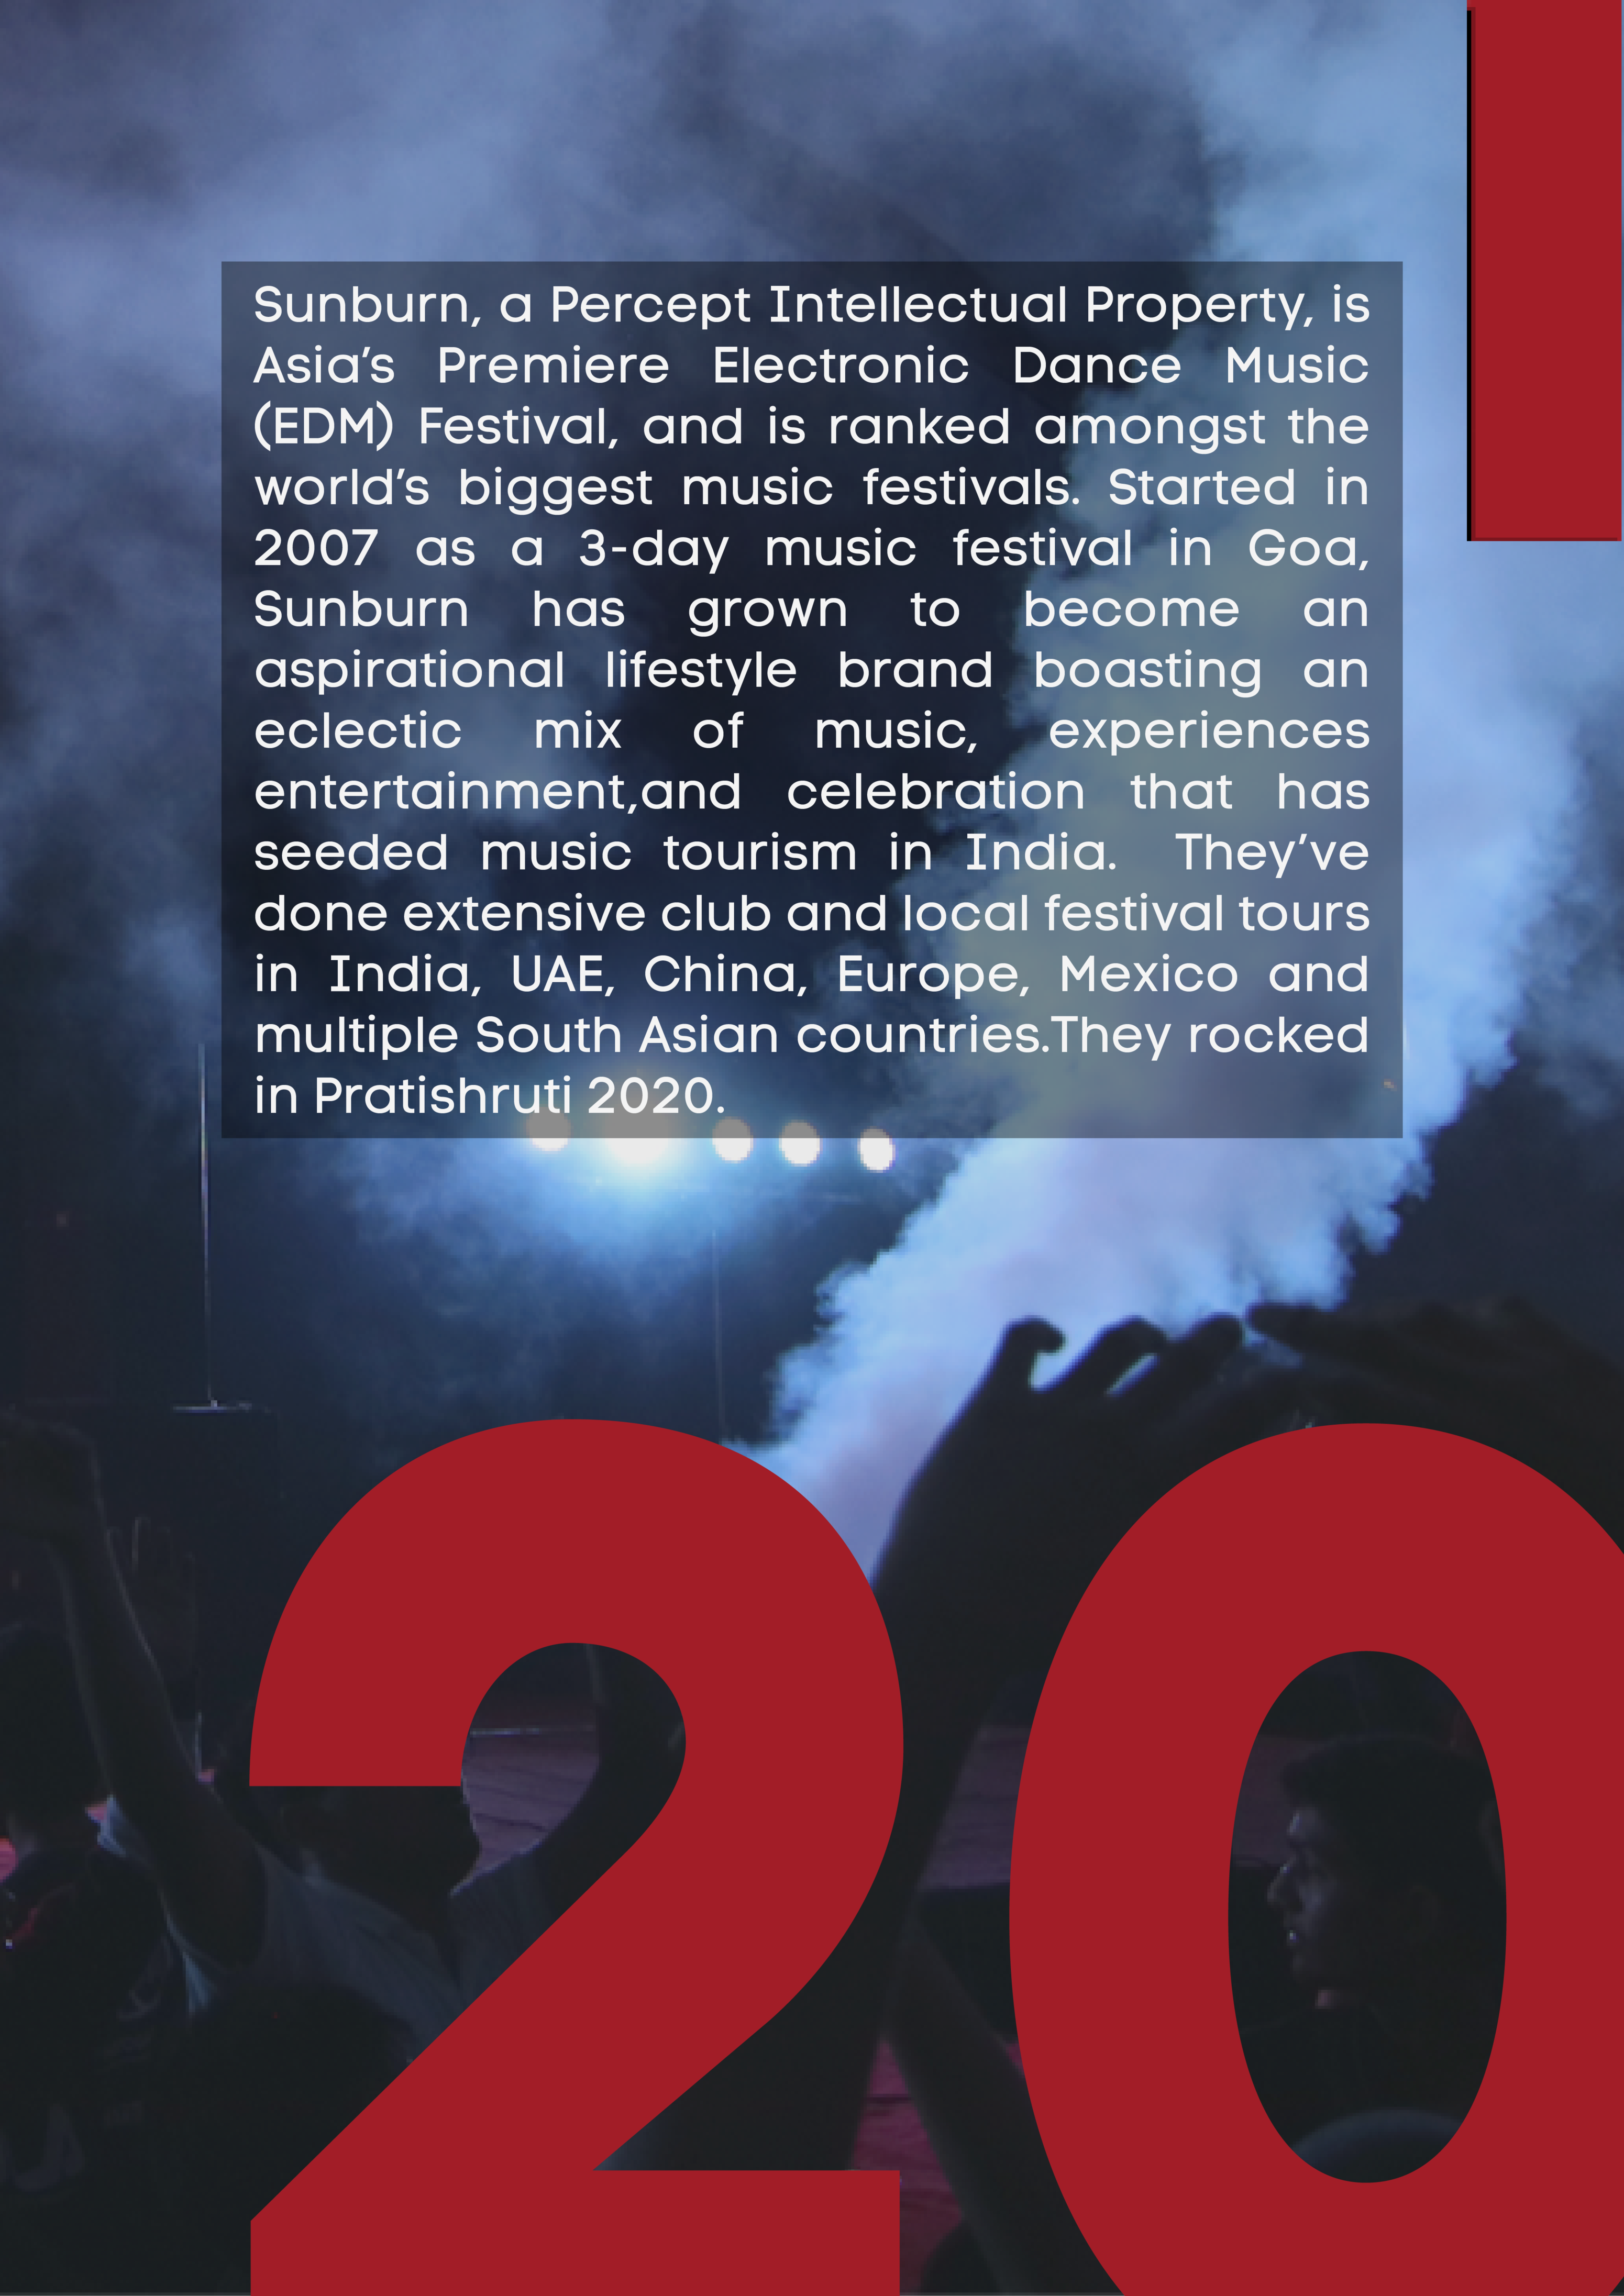 Sunburn, a Percept Intellectual Property, is
Asia’s Premiere Electronic Dance Music
(EDM) Festival, and is ranked amongst the
world’s biggest music festivals. Started in
2007 as a 3-day music festival in Goa,
Sunburn has grown to become an
aspirational lifestyle brand boasting an
eclectic mix of music, experiences
entertainment,and celebration that has
seeded music tourism in India. They’ve
done extensive club and local festival tours
in India, UAE, China, Europe, Mexico and
multiple South Asian countries.They rocked
in Pratishruti 2020.
20